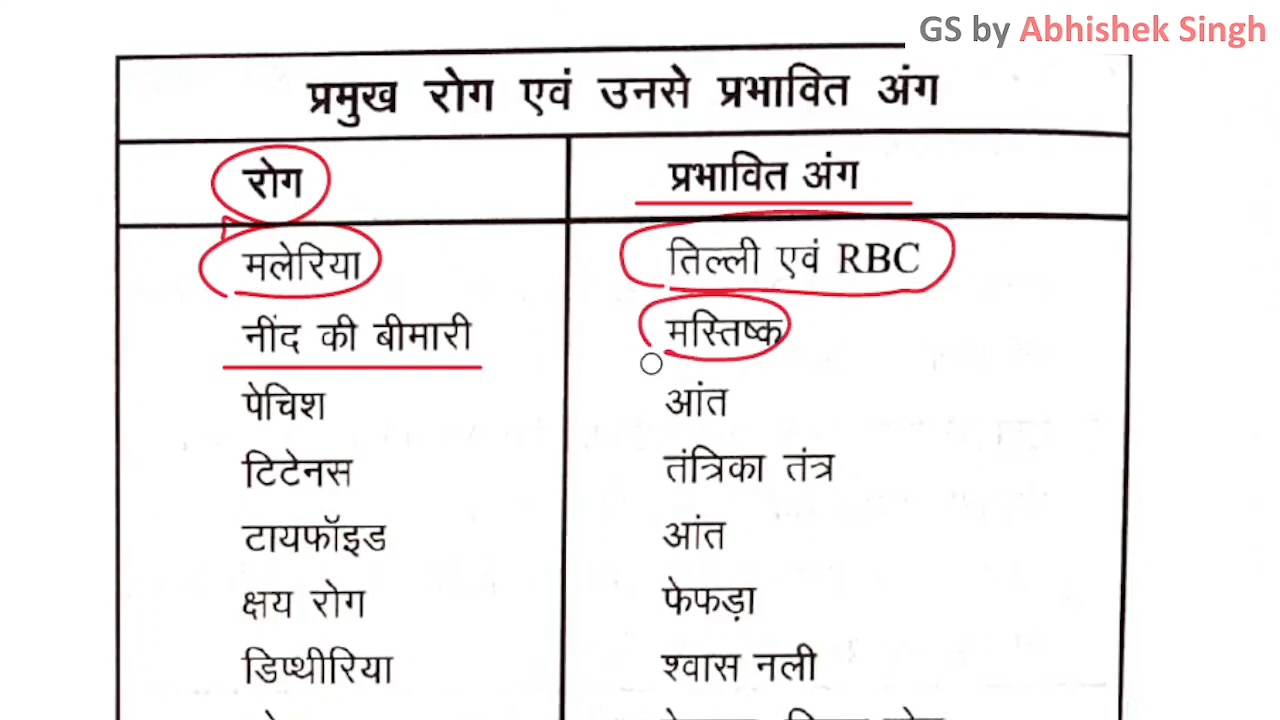 GS by Abhishek Singh
प्रमुख रोग एवं उनसे प्रभावित अंग
रोग प्रभावित अंग
मलेरिया तिल्ली एवं RBC
नींद की बीमारी मस्तिष्क
पेचिश आंत
टिटेनस तंत्रिका तंत्र
टायफॉइड आंत
क्षय रोग फेफड़ा
डिप्थीरिया श्वास नली